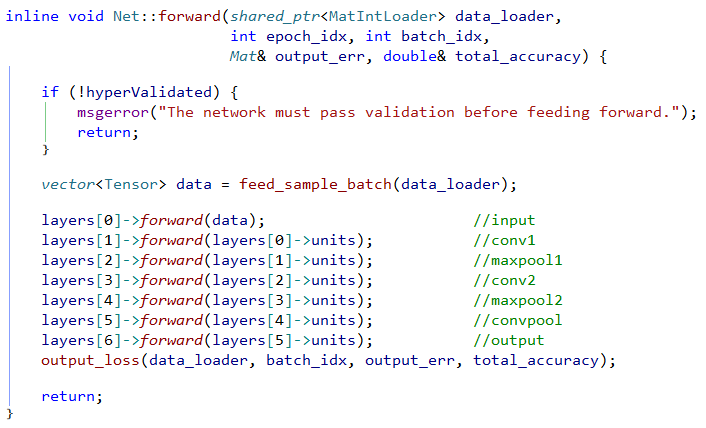 inline void Net::forward(shared_ptr<MatIntLoader> data_loader,
                         int epoch_idx, int batch_idx,
                         Mat& output_err, double& total_accuracy) {
    if (!hyperValidated) {
        msgerror("The network must pass validation before feeding forward.");
        return;
    }
    vector<Tensor> data = feed_sample_batch(data_loader);
    layers[0]->forward(data);                       //input
    layers[1]->forward(layers[0]->units);           //conv1
    layers[2]->forward(layers[1]->units);           //maxpool1
    layers[3]->forward(layers[2]->units);           //conv2
    layers[4]->forward(layers[3]->units);           //maxpool2
    layers[5]->forward(layers[4]->units);           //convpool
    layers[6]->forward(layers[5]->units);           //output
    output_loss(data_loader, batch_idx, output_err, total_accuracy);
    return;
}